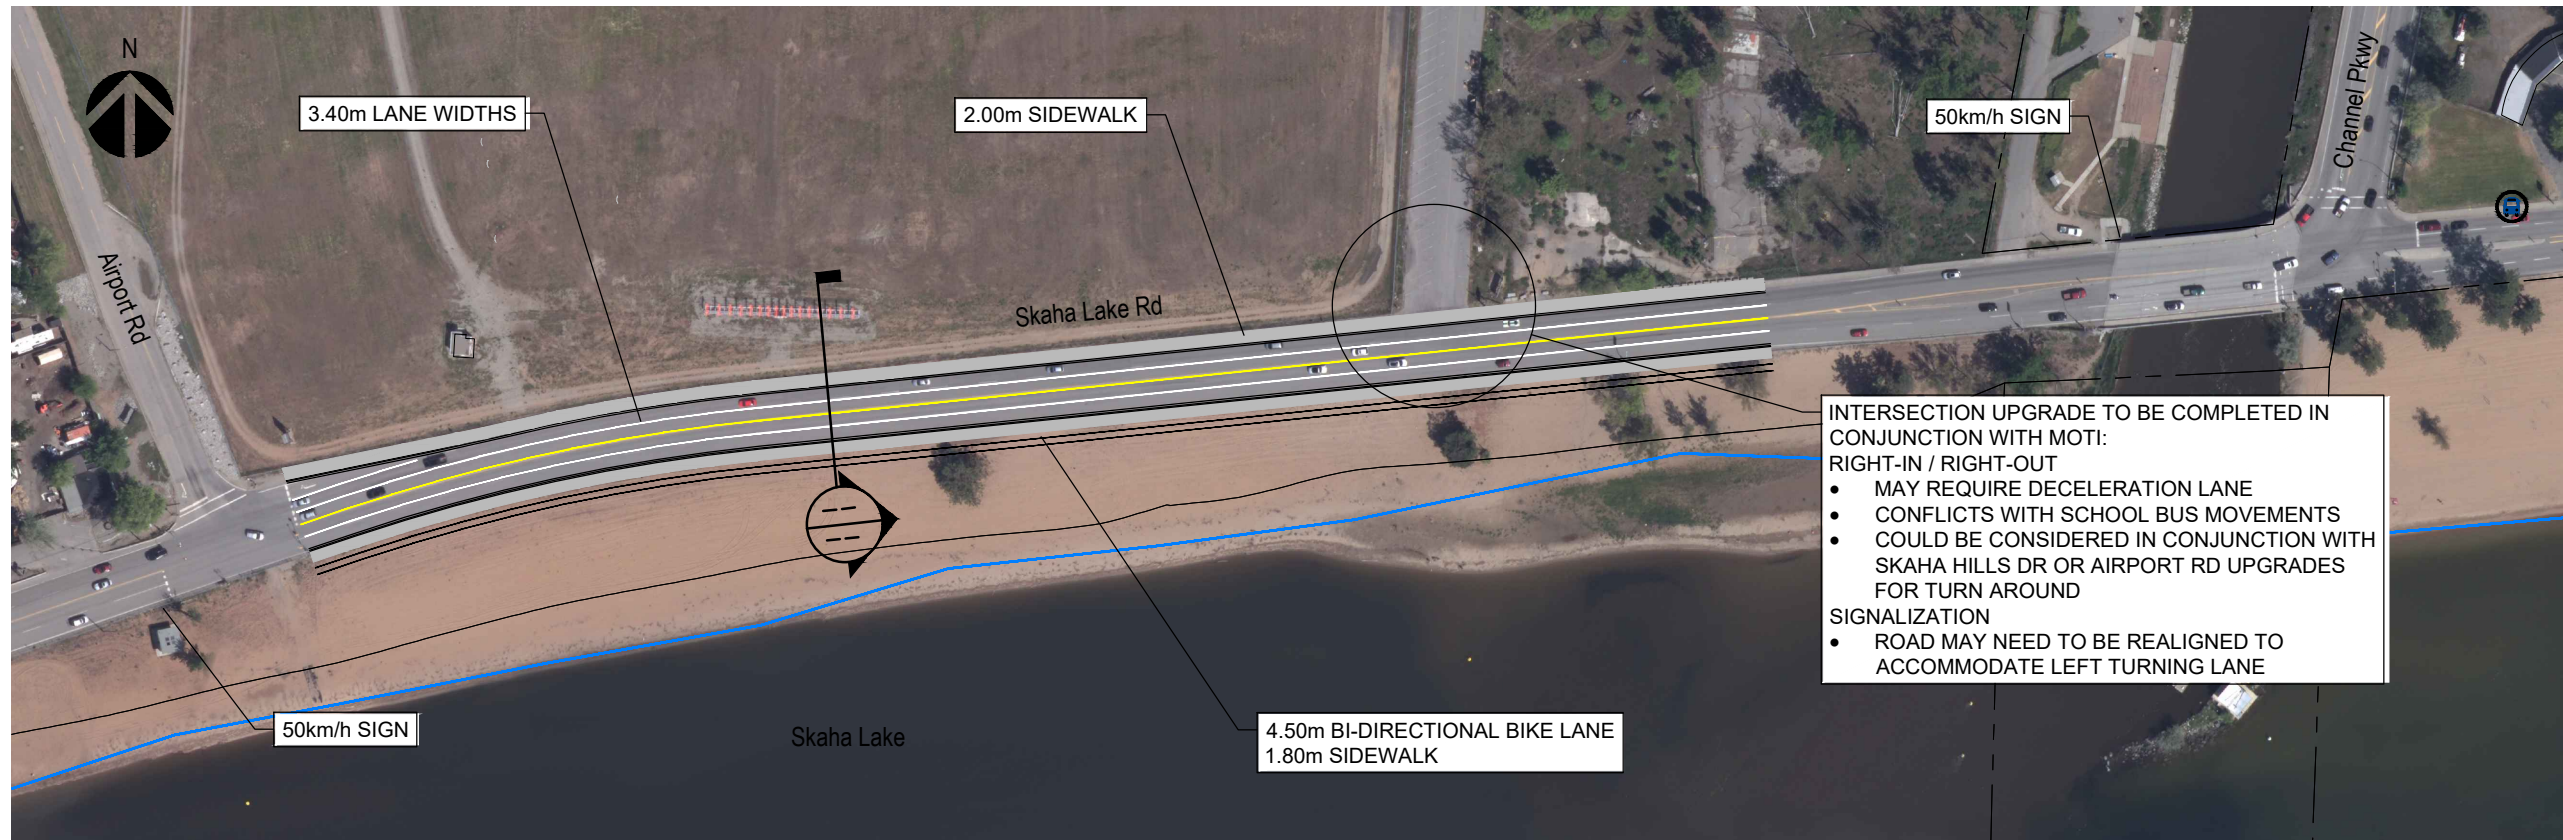 N
3.40m LANE WIDTHS
2.00m SIDEWALK
50km/h SIGN
Channel Pkwy
Airport Rd
Skaha Lake Rd
INTERSECTION UPGRADE TO BE COMPLETED IN
CONJUNCTION WITH MOTI:
RIGHT-IN / RIGHT-OUT
• MAY REQUIRE DECELERATION LANE
• CONFLICTS WITH SCHOOL BUS MOVEMENTS
• COULD BE CONSIDERED IN CONJUNCTION WITH
SKAHA HILLS DR OR AIRPORT RD UPGRADES
FOR TURN AROUND
SIGNALIZATION
• ROAD MAY NEED TO BE REALIGNED TO
ACCOMMODATE LEFT TURNING LANE
50km/h SIGN
Skaha Lake
4.50m BI-DIRECTIONAL BIKE LANE
1.80m SIDEWALK